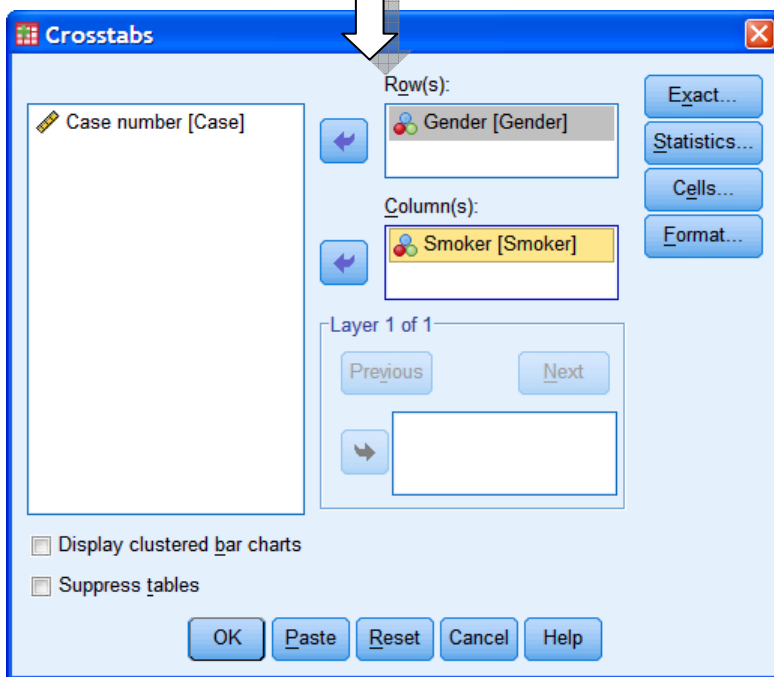 Crosstabs
Row(s):
Case number [Case]
Gender [Gender]
Exact...
Statistics...
Cells...
Format...
Column(s):
Smoker [Smoker]
Layer 1 of 1
Previous
Next
Display clustered bar charts
Suppress tables
OK
Paste
Reset
Cancel
Help